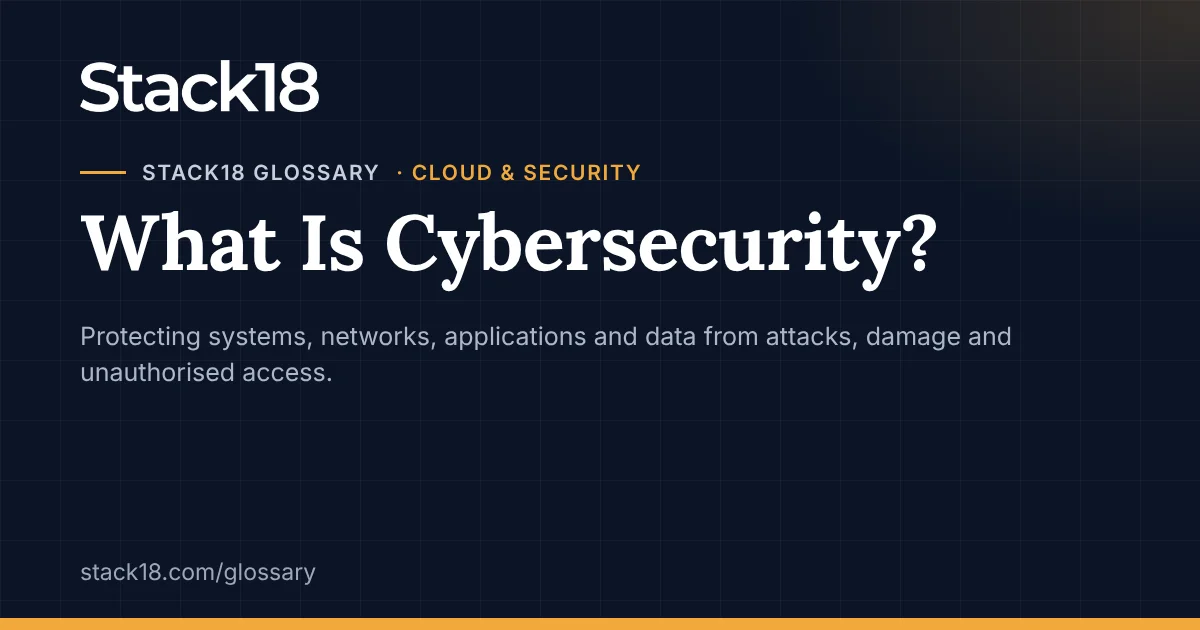 Stack18
STACK18 GLOSSARY · CLOUD & SECURITY
What Is Cybersecurity?
Protecting systems, networks, applications and data from attacks, damage and
unauthorised access.
stack18.com/glossary